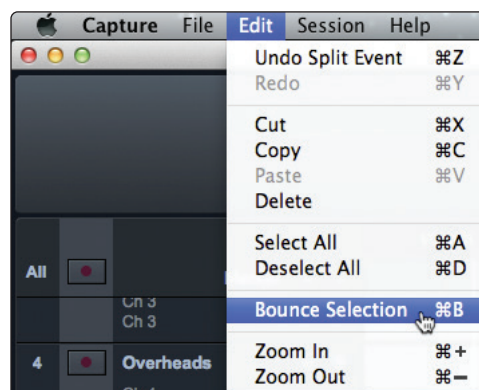 Capture File Edit Session Help
Undo Split Event ⌘Z
Redo ⌘Y
Cut ⌘X
Copy ⌘C
Paste ⌘V
Delete
Select All ⌘A
Deselect All ⌘D
All
Bounce Selection ⌘B
Ch 3
Ch 3
Zoom In ⌘+
4 Overheads
Zoom Out ⌘−